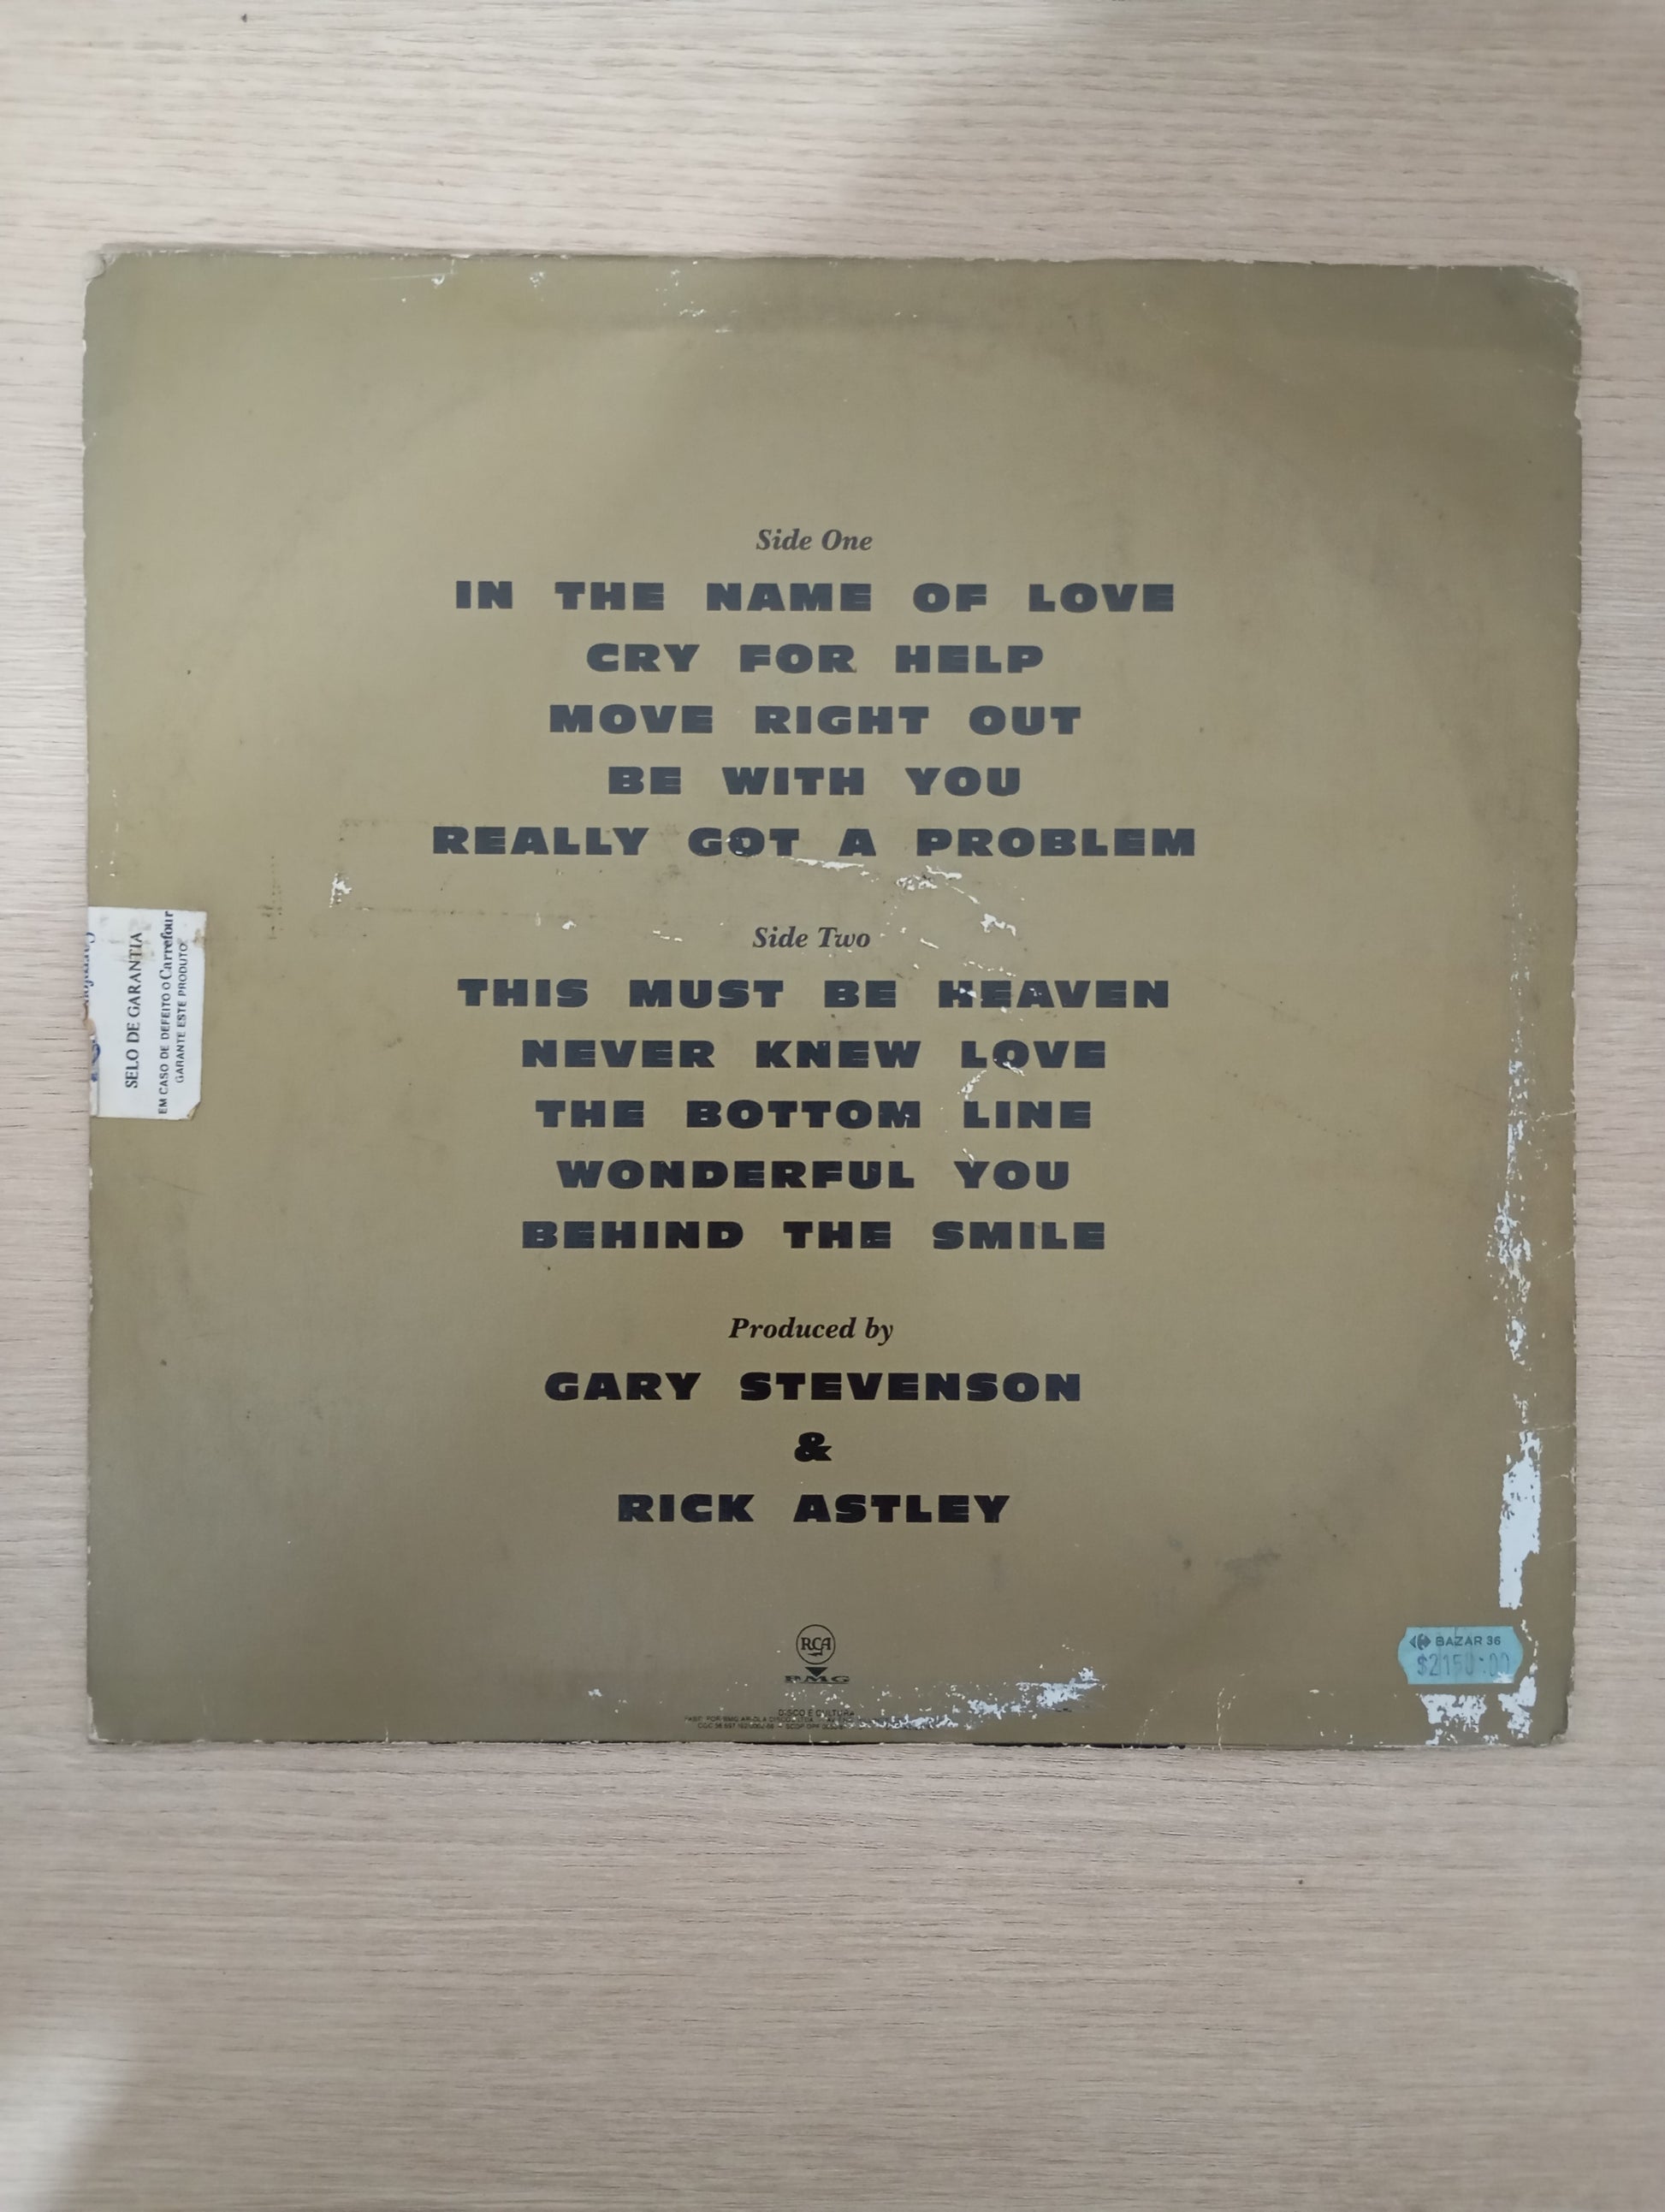 Side One
IN THE NAME OF LOVE
CRY FOR HELP
MOVE RIGHT OUT
BE WITH YOU
REALLY GOT A PROBLEM
SELO DE GARANTIA
EM CASO DE DEFEITO o Carrefour
GARANTE ESTE PRODUTO
Side Two
THIS MUST BE HEAVEN
NEVER KNEW LOVE
THE BOTTOM LINE
WONDERFUL YOU
BEHIND THE SMILE
Produced by
GARY STEVENSON
&
RICK ASTLEY
RCA
BMG
BAZAR 36
DISCO É CULTURA